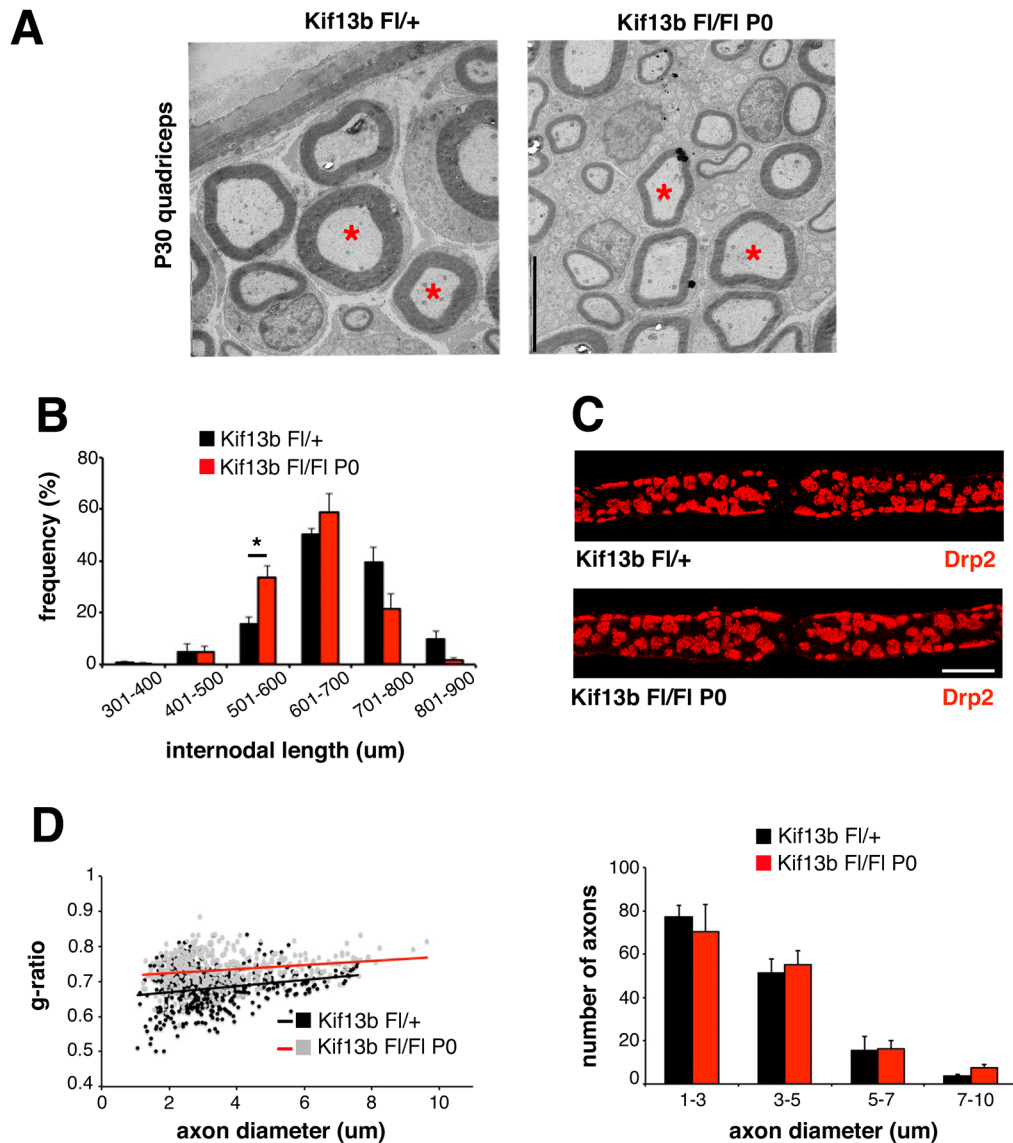 A
Kif13b Fl/+
Kif13b Fl/Fl P0
P30 quadriceps
*
*
*
*
B
Kif13b Fl/+
Kif13b Fl/Fl P0
frequency (%)
80
60
40
20
0
*
301-400
401-500
501-600
601-700
701-800
801-900
internodal length (um)
C
Kif13b Fl/+
Drp2
Kif13b Fl/Fl P0
Drp2
D
g-ratio
1
0.9
0.8
0.7
0.6
0.5
0.4
0
2
4
6
8
10
axon diameter (um)
Kif13b Fl/+
Kif13b Fl/Fl P0
Kif13b Fl/+
Kif13b Fl/Fl P0
number of axons
100
80
60
40
20
0
1-3
3-5
5-7
7-10
axon diameter (um)